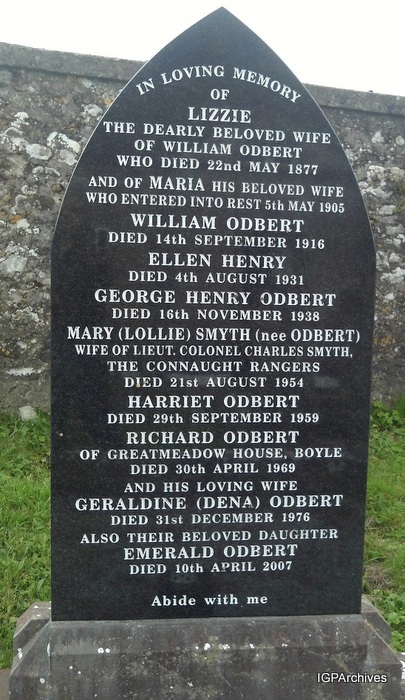 IN LOVING MEMORY
OF
LIZZIE
THE DEARLY BELOVED WIFE
OF WILLIAM ODBERT
WHO DIED 22nd MAY 1877
AND OF MARIA HIS BELOVED WIFE
WHO ENTERED INTO REST 5th MAY 1905
WILLIAM ODBERT
DIED 14th SEPTEMBER 1916
ELLEN HENRY
DIED 4th AUGUST 1931
GEORGE HENRY ODBERT
DIED 16th NOVEMBER 1938
MARY (LOLLIE) SMYTH (nee ODBERT)
WIFE OF LIEUT. COLONEL CHARLES SMYTH,
THE CONNAUGHT RANGERS
DIED 21st AUGUST 1954
HARRIET ODBERT
DIED 29th SEPTEMBER 1959
RICHARD ODBERT
OF GREATMEADOW HOUSE, BOYLE
DIED 30th APRIL 1969
AND HIS LOVING WIFE
GERALDINE (DENA) ODBERT
DIED 31st DECEMBER 1976
ALSO THEIR BELOVED DAUGHTER
EMERALD ODBERT
DIED 10th APRIL 2007
Abide with me
IGPArchives